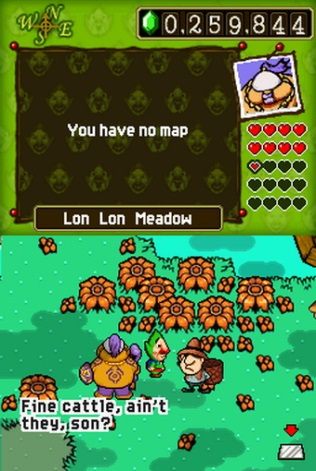 W N
S E
0,259,844
You have no map
Lon Lon Meadow
Fine cattle, ain't
they, son?